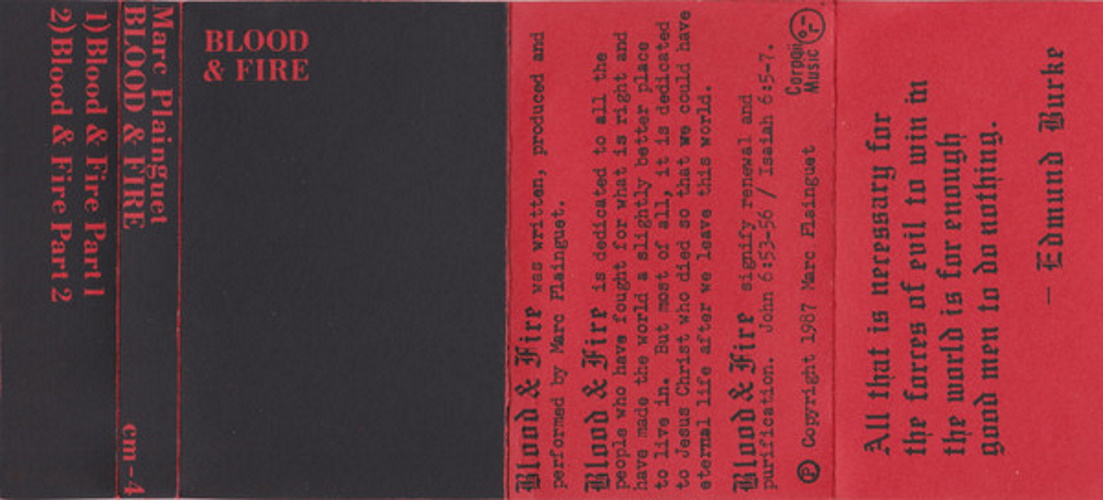 Marc Plainguet
BLOOD & FIRE
cm-4
1) Blood & Fire Part 1
2) Blood & Fire Part 2
BLOOD
& FIRE
Blood & Fire was written, produced and
performed by Marc Plainguet.
Blood & Fire is dedicated to all the
people who have fought for what is right and
have made the world a slightly better place
to live in. But most of all, it is dedicated
to Jesus Christ who died so that we could have
eternal life after we leave this world.
Blood & Fire signify renewal and
purification. John 6:53-56 / Isaiah 6:5-7.
℗ Copyright 1987 Marc Plainguet
Corpqii
Music
All that is necessary for
the forces of evil to win in
the world is for enough
good men to do nothing.
— Edmund Burke